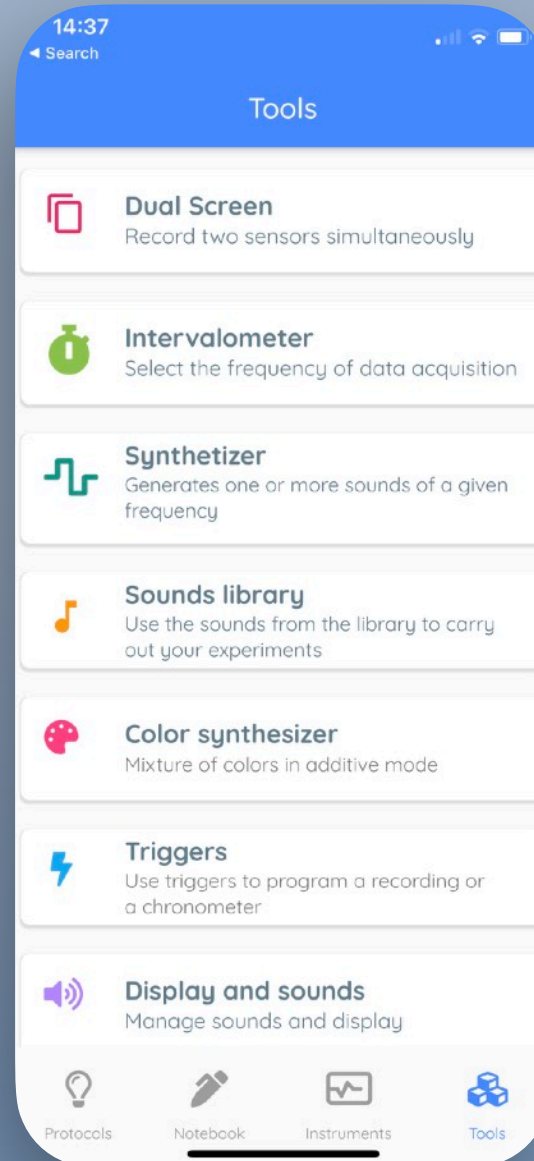 14:37
◀ Search
Tools
Dual Screen
Record two sensors simultaneously
Intervalometer
Select the frequency of data acquisition
Synthetizer
Generates one or more sounds of a given
frequency
Sounds library
Use the sounds from the library to carry
out your experiments
Color synthesizer
Mixture of colors in additive mode
Triggers
Use triggers to program a recording or
a chronometer
Display and sounds
Manage sounds and display
Protocols
Notebook
Instruments
Tools